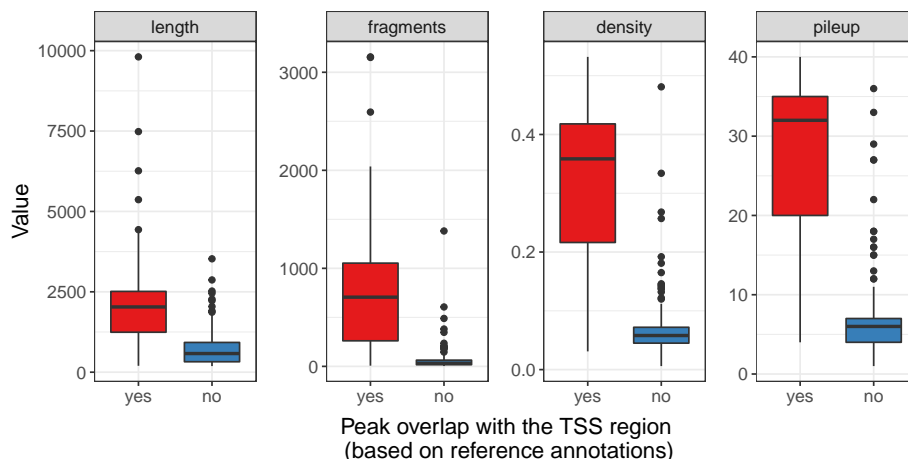 length
fragments
density
pileup
Value
10000
7500
5000
2500
0
yes
no
3000
2000
1000
0
yes
no
0.4
0.2
0.0
yes
no
40
30
20
10
0
yes
no
Peak overlap with the TSS region
(based on reference annotations)